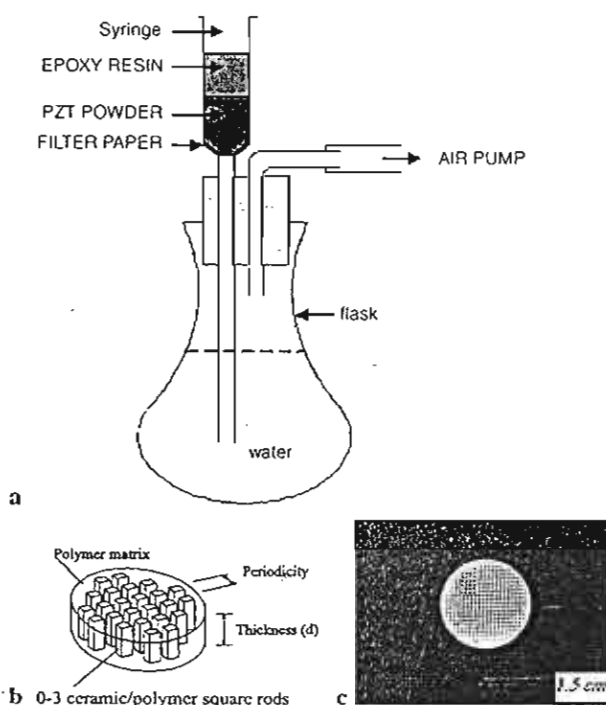 Syringe
EPOXY RESIN
PZT POWDER
FILTER PAPER
AIR PUMP
flask
water
a
Polymer matrix
Periodicity
Thickness (d)
b 0-3 ceramic/polymer square rods
c
1.5 cm